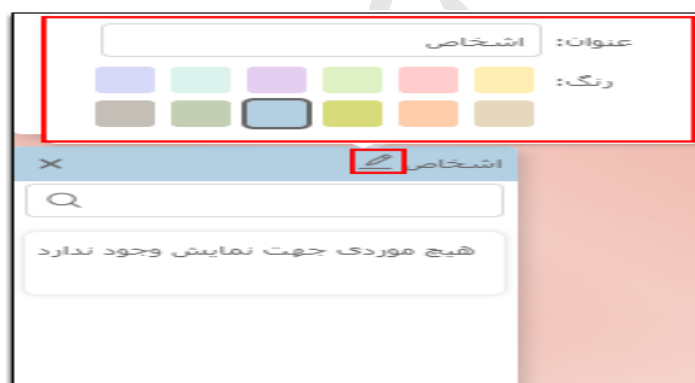 عنوان: اشخاص
رنگ:
اشخاص
هیچ موردی جهت نمایش وجود ندارد